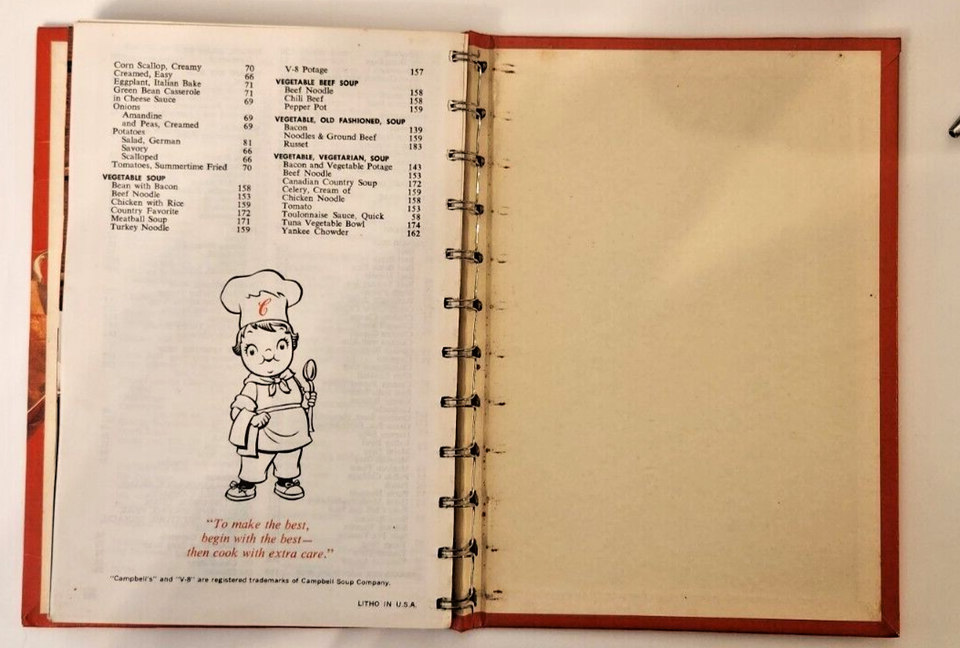 Corn Scallop, Creamy 70
Creamed, Easy 66
Eggplant, Italian Bake 71
Green Bean Casserole 71
in Cheese Sauce 69
Onions
Amandine 69
and Peas, Creamed 69
Potatoes
Salad, German 81
Savory 66
Scalloped 66
Tomatoes, Summertime Fried 70
VEGETABLE SOUP
Bean with Bacon 158
Beef Noodle 153
Chicken with Rice 159
Country Favorite 172
Meatball Soup 171
Turkey Noodle 159
V-8 Potage 157
VEGETABLE BEEF SOUP
Beef Noodle 158
Chili Beef 158
Pepper Pot 159
VEGETABLE, OLD FASHIONED, SOUP
Bacon 139
Noodles & Ground Beef 159
Russet 183
VEGETABLE, VEGETARIAN, SOUP
Bacon and Vegetable Potage 143
Beef Noodle 153
Canadian Country Soup 172
Celery, Cream of 159
Chicken Noodle 158
Tomato 153
Toulonnaise Sauce, Quick 58
Tuna Vegetable Bowl 174
Yankee Chowder 162
C
"To make the best,
begin with the best—
then cook with extra care."
"Campbell's" and "V-8" are registered trademarks of Campbell Soup Company.
LITHO IN U.S.A.